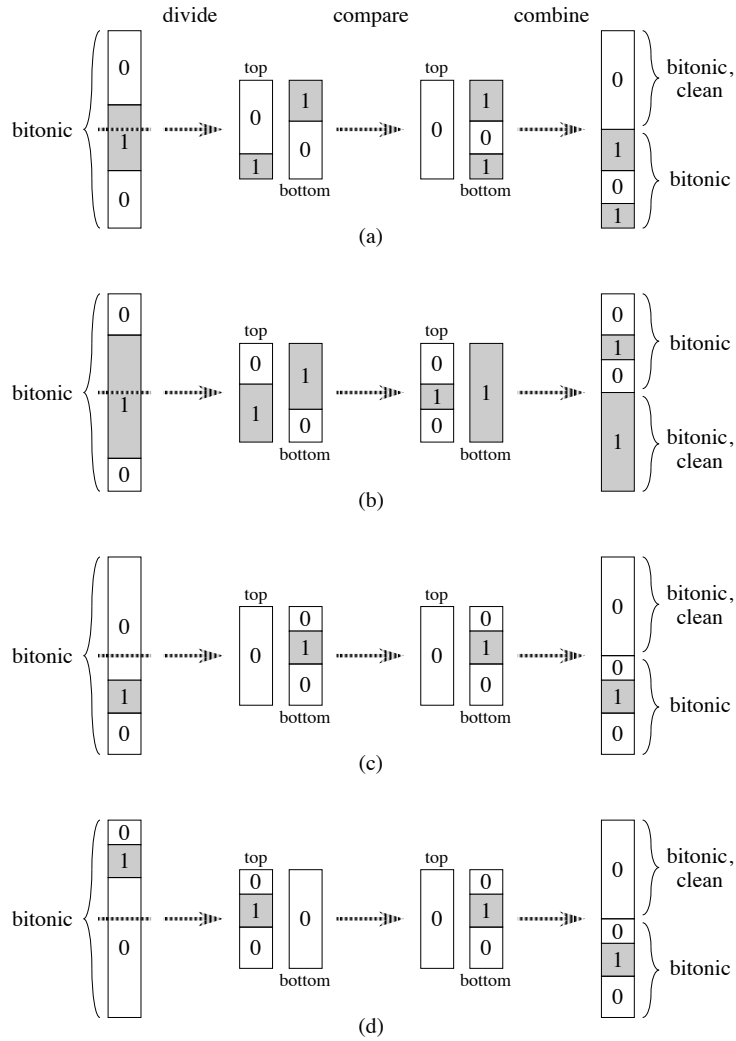 divide compare combine
top top
0 1 0 1 0 bitonic, clean
bitonic 1 0 0 0 1 bitonic
0 1 1 0
bottom bottom 1
(a)
top top
0 0 1 0 1 0 bitonic
bitonic 1 1 0 1 1 0
0 0 1 bitonic, clean
bottom bottom
(b)
top top
0 0 0 0 0 0 bitonic, clean
bitonic 1 1 0 1 0 bitonic
0 0 0 1
bottom bottom 0
(c)
top top
0 0 0 0 0 0 bitonic, clean
1 1 1
bitonic 0 0 0 0 bitonic
bottom bottom 1
0
(d)